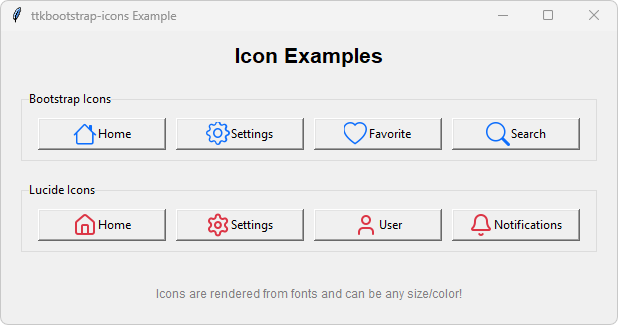 ttkbootstrap-icons Example
Icon Examples
Bootstrap Icons
Home Settings Favorite Search
Lucide Icons
Home Settings User Notifications
Icons are rendered from fonts and can be any size/color!